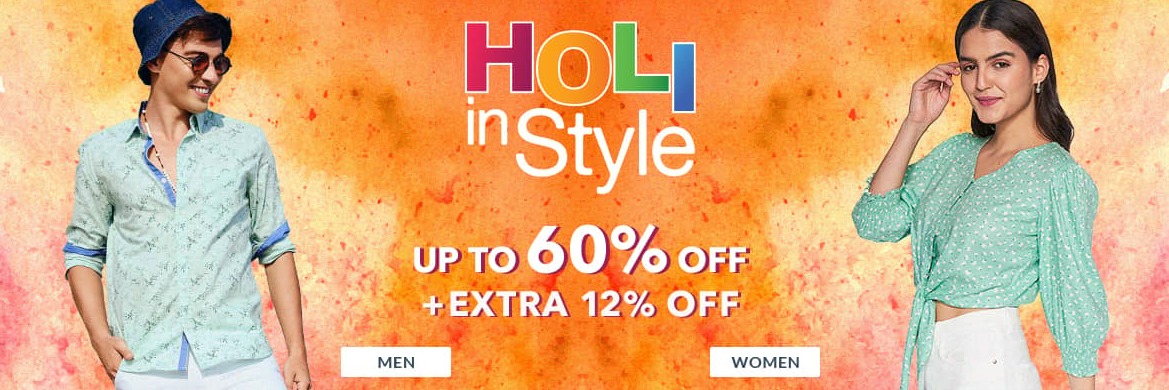 HOLI
in Style
UP TO 60% OFF
+EXTRA 12% OFF
MEN
WOMEN